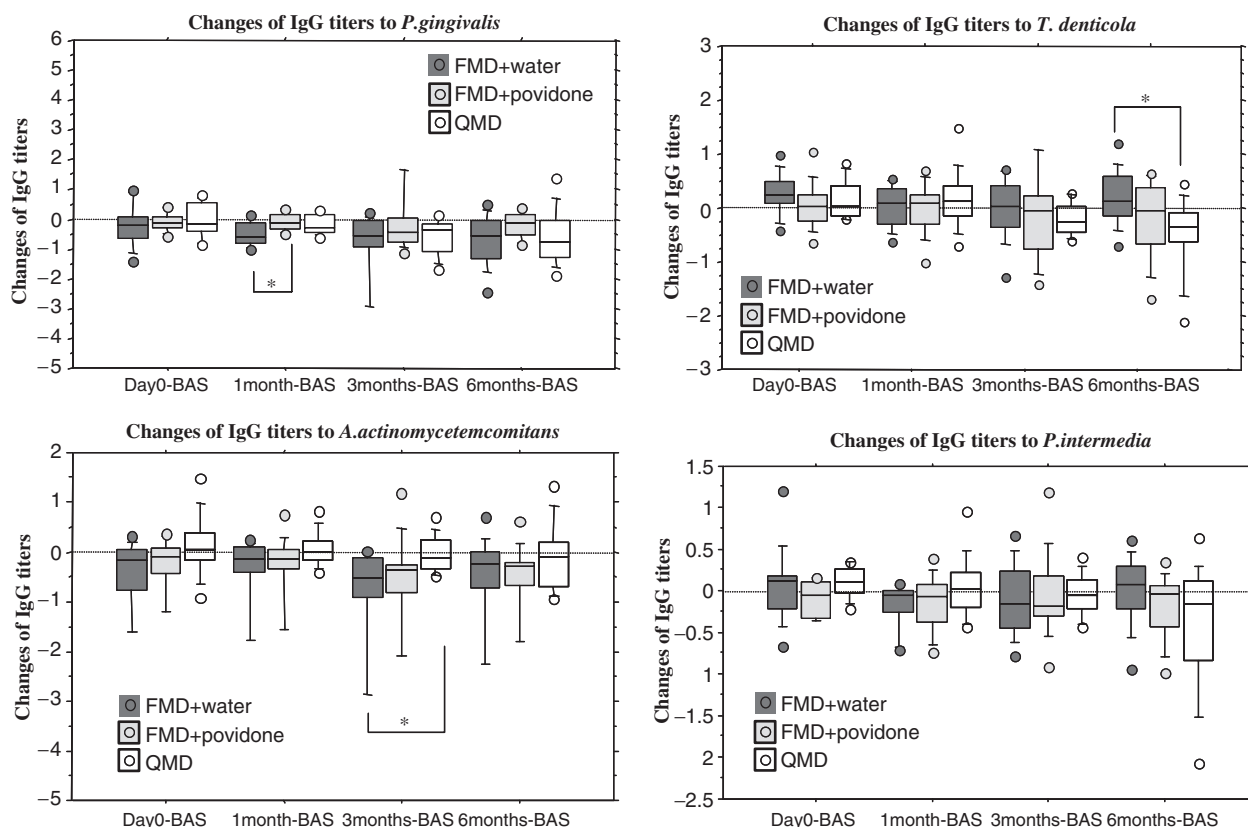 Changes of IgG titers to P.gingivalis
6
5
4
3
2
1
0
−1
−2
−3
−4
−5
Changes of IgG titers
FMD+water
FMD+povidone
QMD
*
Day0-BAS 1month-BAS 3months-BAS 6months-BAS
Changes of IgG titers to T. denticola
3
2
1
0
−1
−2
−3
Changes of IgG titers
*
FMD+water
FMD+povidone
QMD
Day0-BAS 1month-BAS 3months-BAS 6months-BAS
Changes of IgG titers to A.actinomycetemcomitans
2
1
0
−1
−2
−3
−4
−5
Changes of IgG titers
FMD+water
FMD+povidone
QMD
*
Day0-BAS 1month-BAS 3months-BAS 6months-BAS
Changes of IgG titers to P.intermedia
1.5
1
0.5
0
−0.5
1
−1.5
2
−2.5
Changes of IgG titers
FMD+water
FMD+povidone
QMD
Day0-BAS 1month-BAS 3months-BAS 6months-BAS